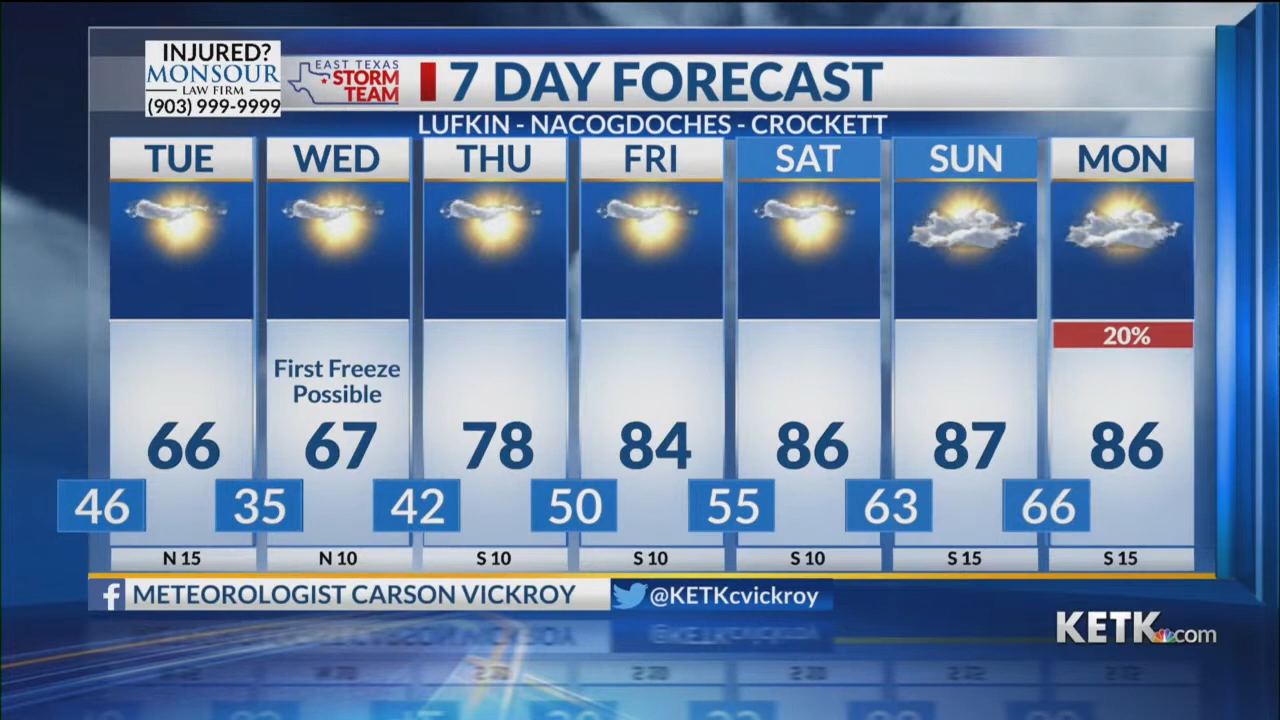 INJURED?
MONSOUR
LAW FIRM
(903) 999-9999
EAST TEXAS
STORM
TEAM
7 DAY FORECAST
LUFKIN - NACOGDOCHES - CROCKETT
TUE WED THU FRI SAT SUN MON
20%
First Freeze
Possible
66 67 78 84 86 87 86
46 35 42 50 55 63 66
N 15 N 10 S 10 S 10 S 10 S 15 S 15
f METEOROLOGIST CARSON VICKROY @KETKcvickroy
KETK.com